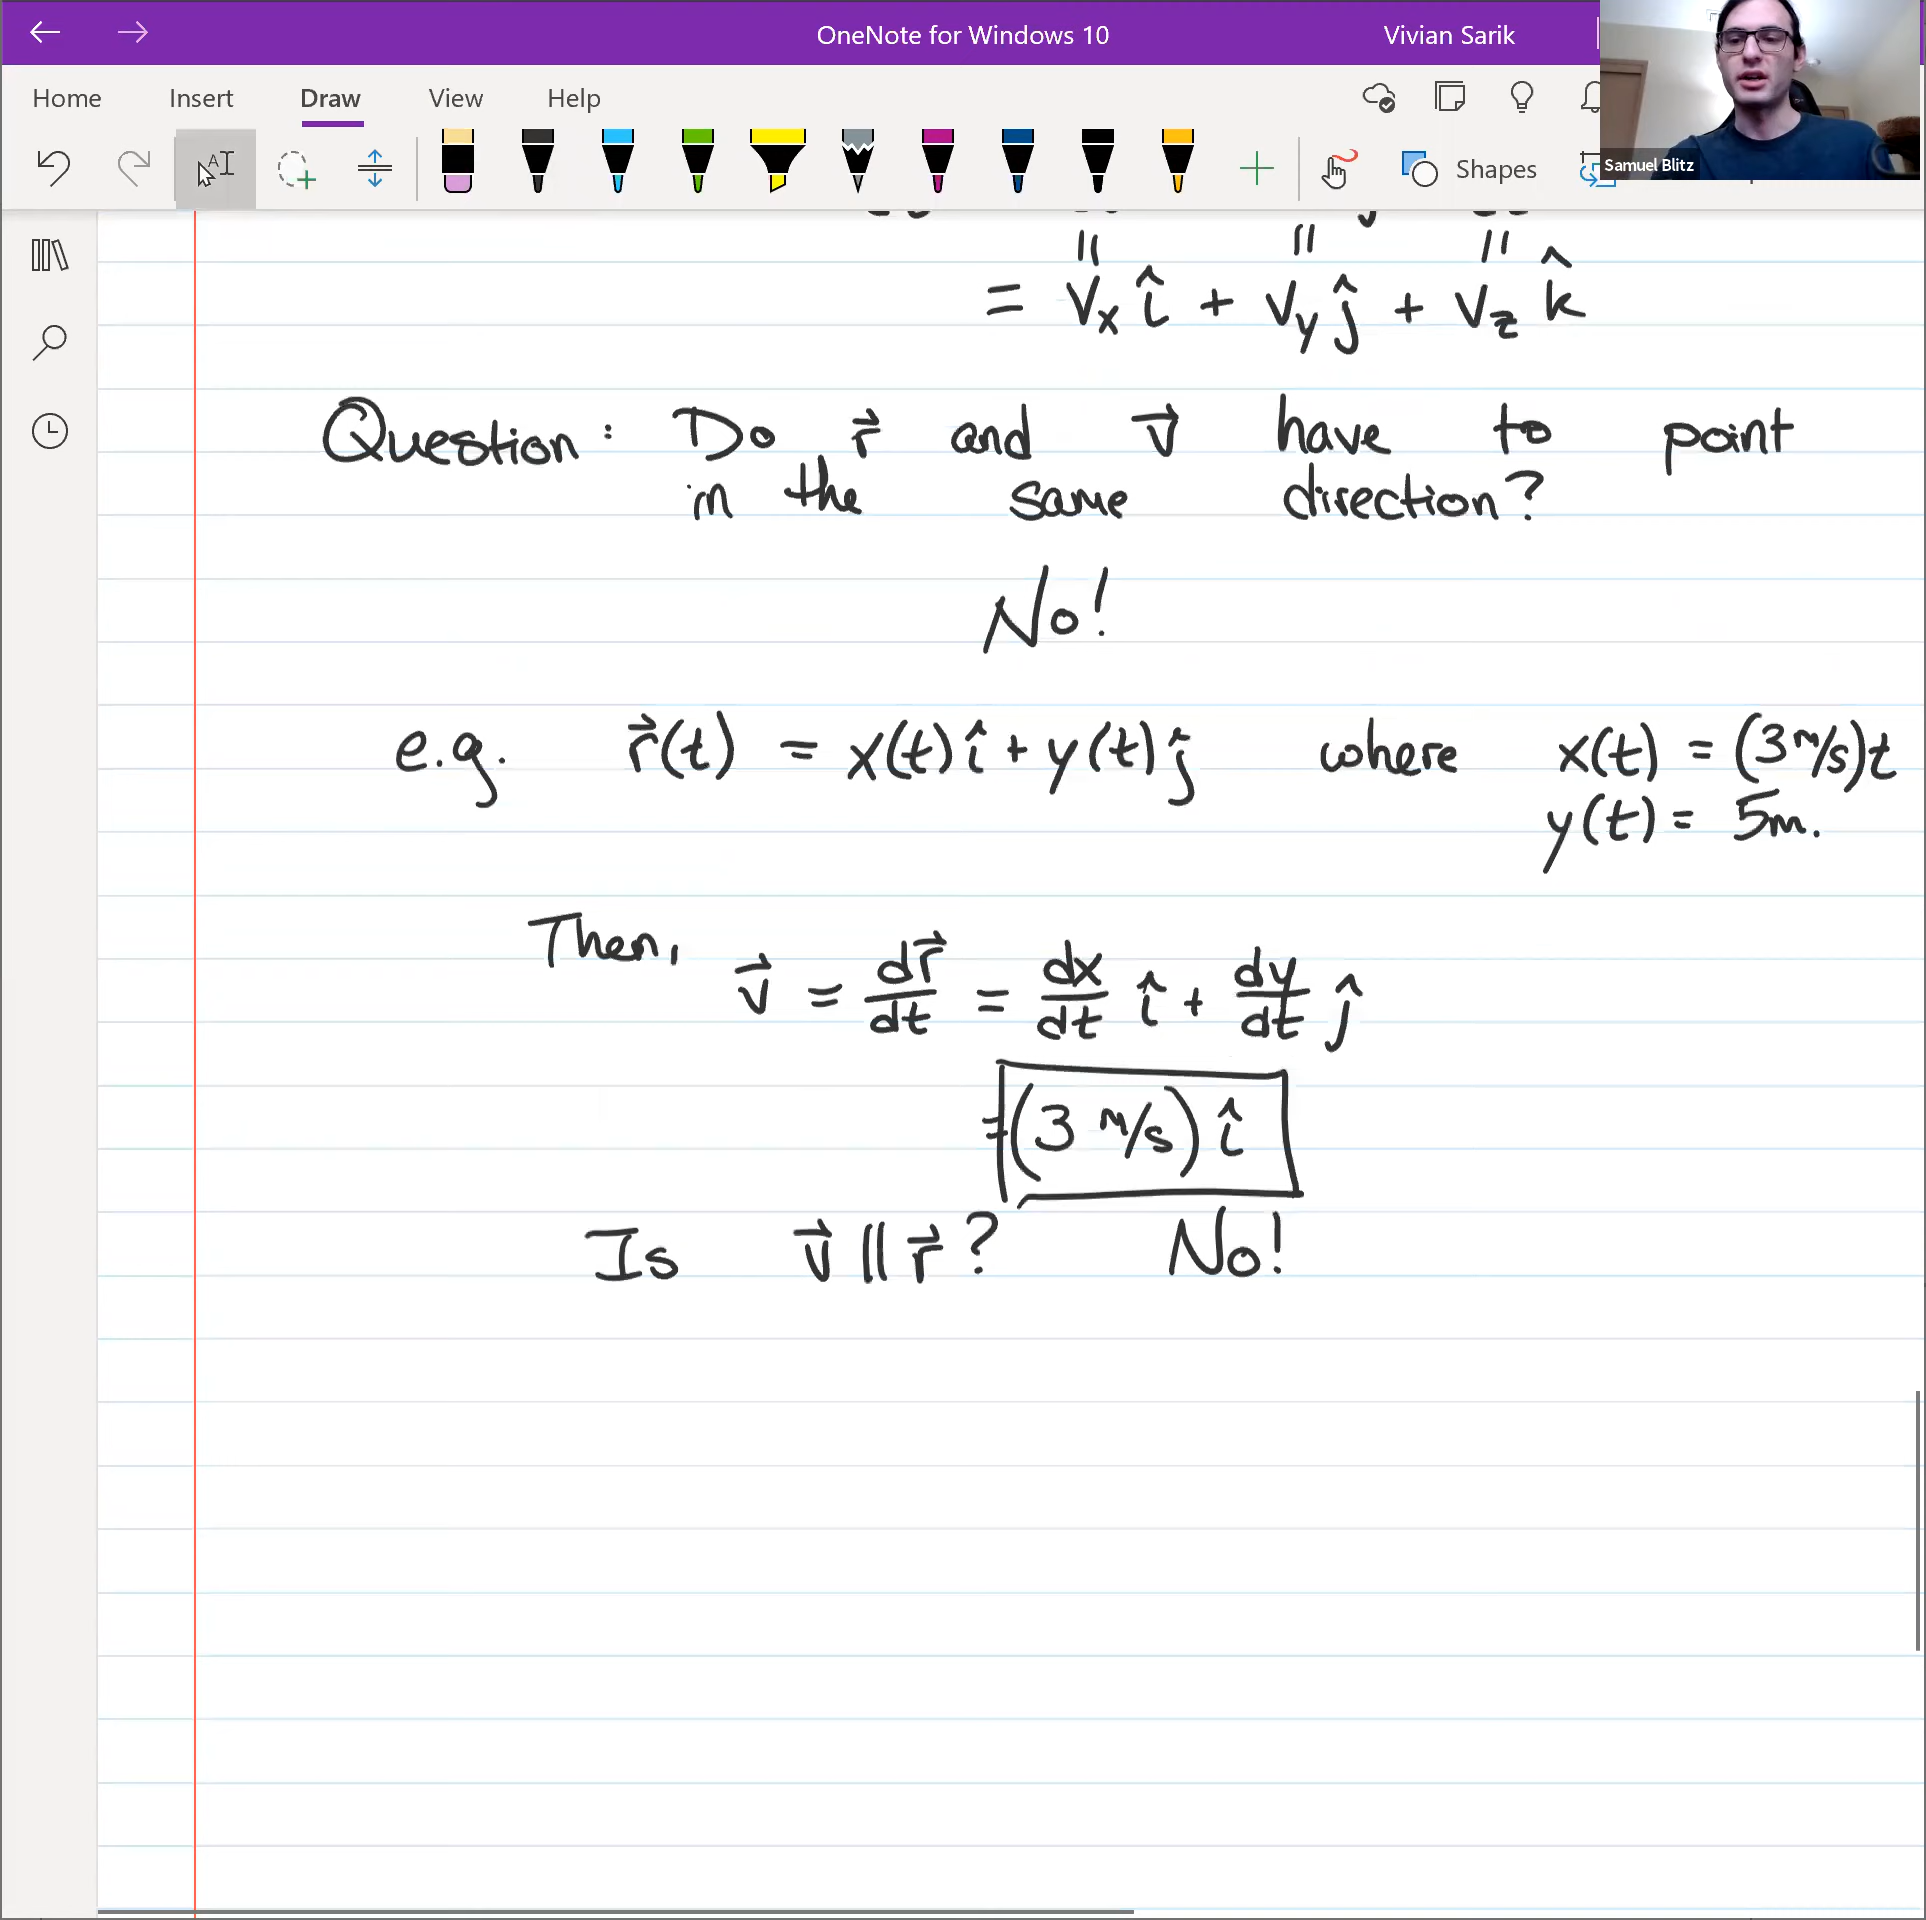 OneNote for Windows 10 Vivian Sarik
Home Insert Draw View Help
Shapes
Samuel Blitz
= Vx î + Vy ĵ + Vz k̂
Question: Do r⃗ and v⃗ have to point
in the same direction?
No!
e.g. r⃗(t) = x(t) î + y(t) ĵ where x(t) = (3 m/s)t
y(t) = 5m.
Then, v⃗ = dr⃗/dt = dx/dt î + dy/dt ĵ
= (3 m/s) î
Is v⃗ || r⃗ ? No!